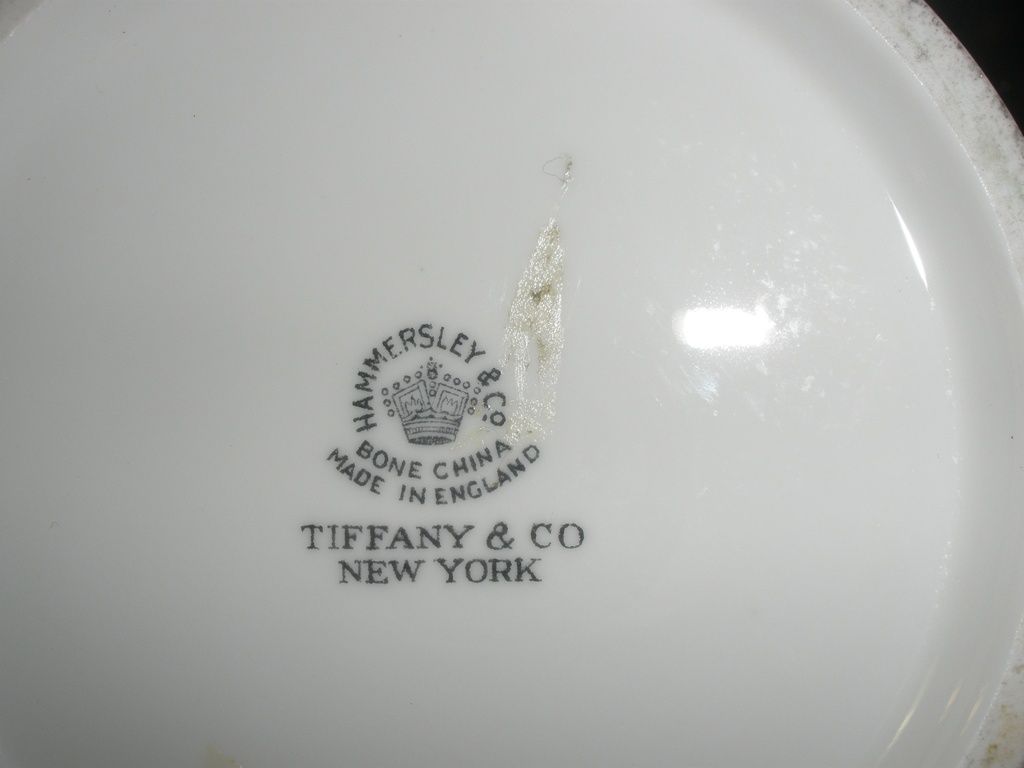 HAMMERSLEY & CO.
BONE CHINA
MADE IN ENGLAND
TIFFANY & CO
NEW YORK